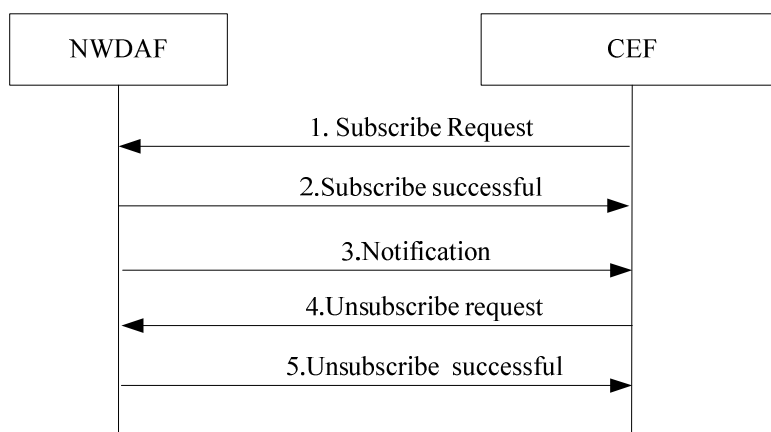 NWDAF
CEF
1. Subscribe Request
2.Subscribe successful
3.Notification
4.Unsubscribe request
5.Unsubscribe successful